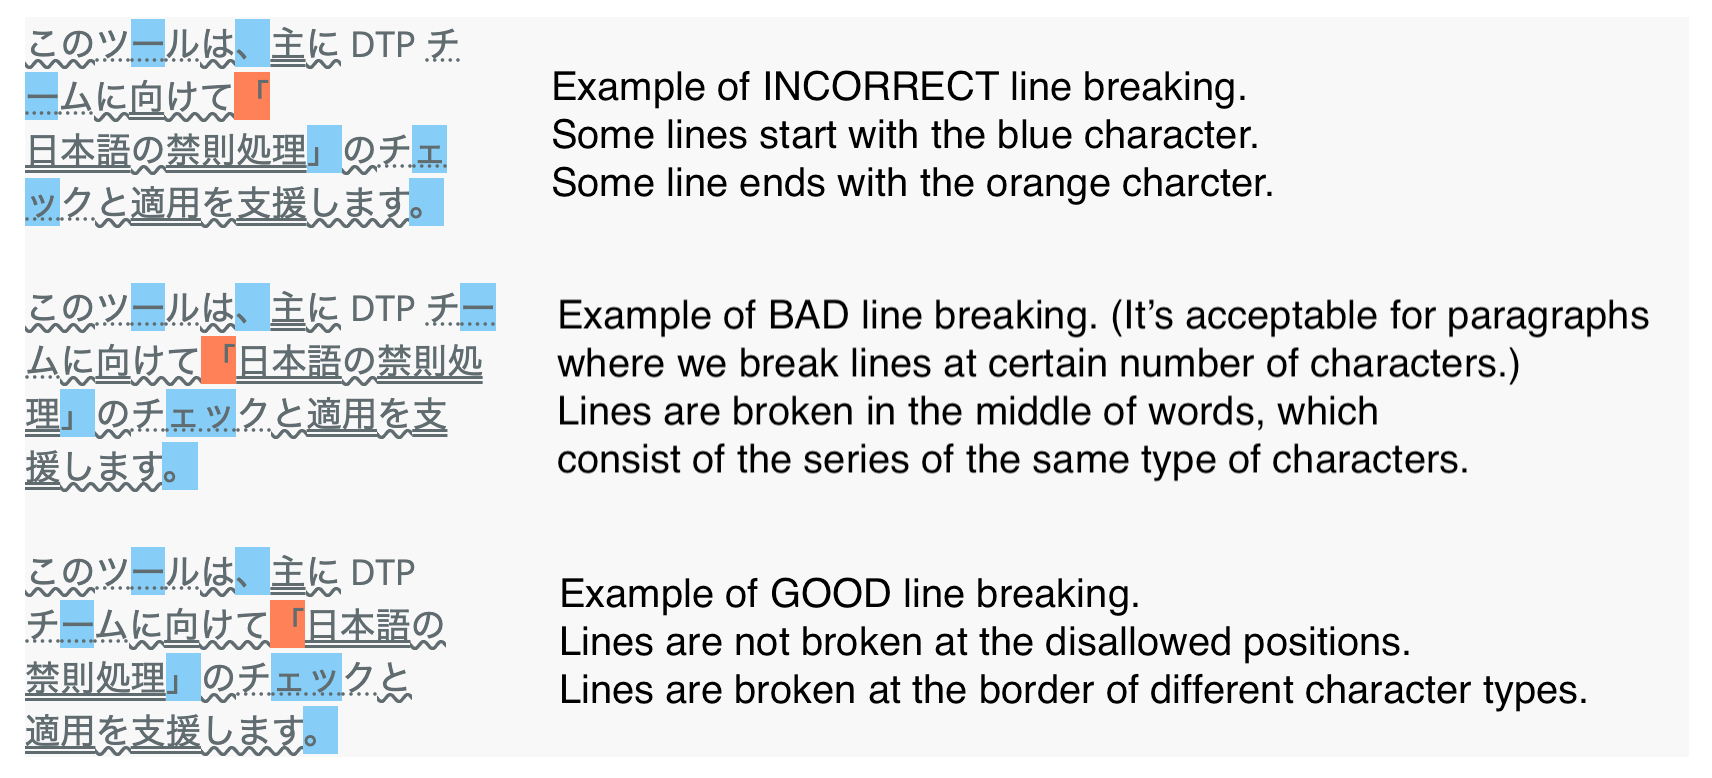 このツールは、主に DTP チ
ームに向けて「
日本語の禁則処理」のチェ
ックと適用を支援します。
Example of INCORRECT line breaking.
Some lines start with the blue character.
Some line ends with the orange charcter.
このツールは、主に DTP チー
ムに向けて「日本語の禁則処
理」のチェックと適用を支
援します。
Example of BAD line breaking. (It’s acceptable for paragraphs
where we break lines at certain number of characters.)
Lines are broken in the middle of words, which
consist of the series of the same type of characters.
このツールは、主に DTP
チームに向けて「日本語の
禁則処理」のチェックと
適用を支援します。
Example of GOOD line breaking.
Lines are not broken at the disallowed positions.
Lines are broken at the border of different character types.